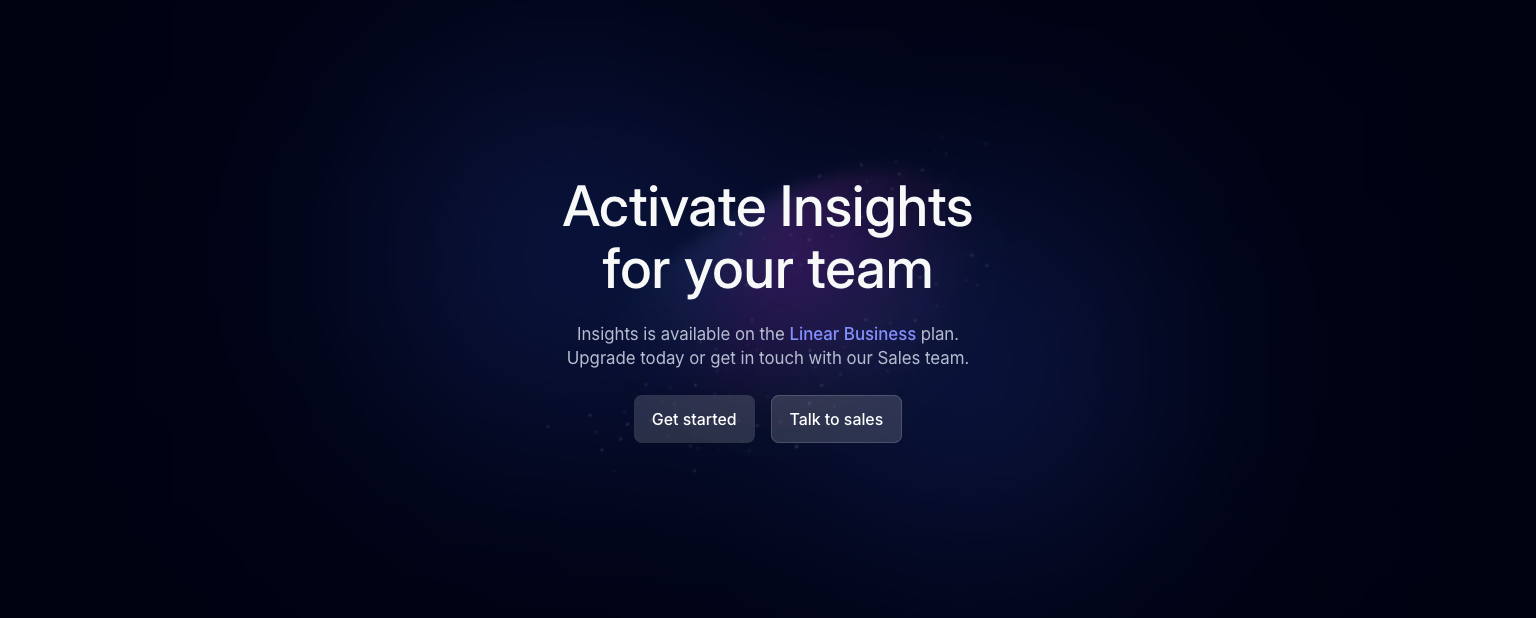 Activate Insights
for your team
Insights is available on the Linear Business plan.
Upgrade today or get in touch with our Sales team.
Get started
Talk to sales